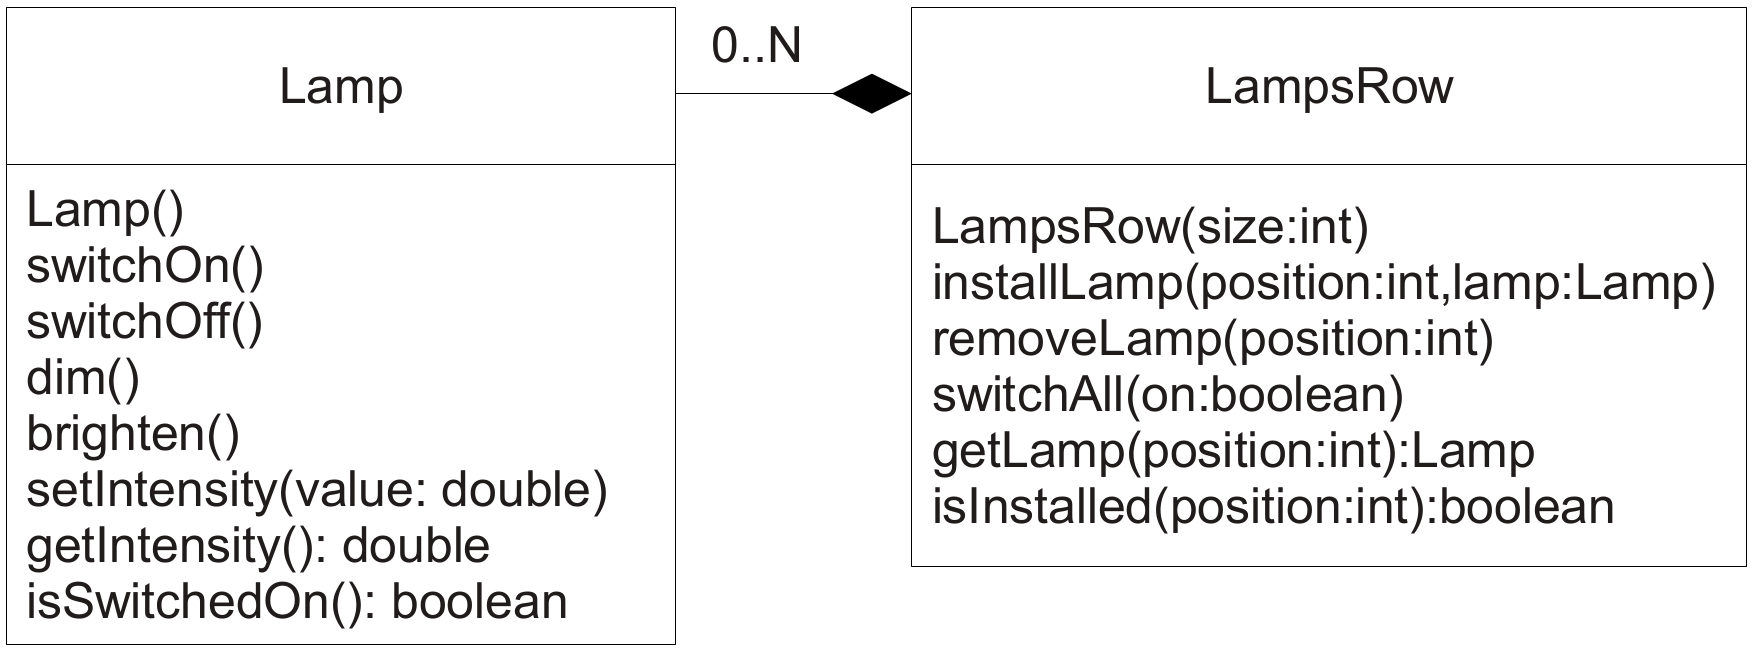 Lamp
Lamp()
switchOn()
switchOff()
dim()
brighten()
setIntensity(value: double)
getIntensity(): double
isSwitchedOn(): boolean
0..N
LampsRow
LampsRow(size:int)
installLamp(position:int,lamp:Lamp)
removeLamp(position:int)
switchAll(on:boolean)
getLamp(position:int):Lamp
isInstalled(position:int):boolean